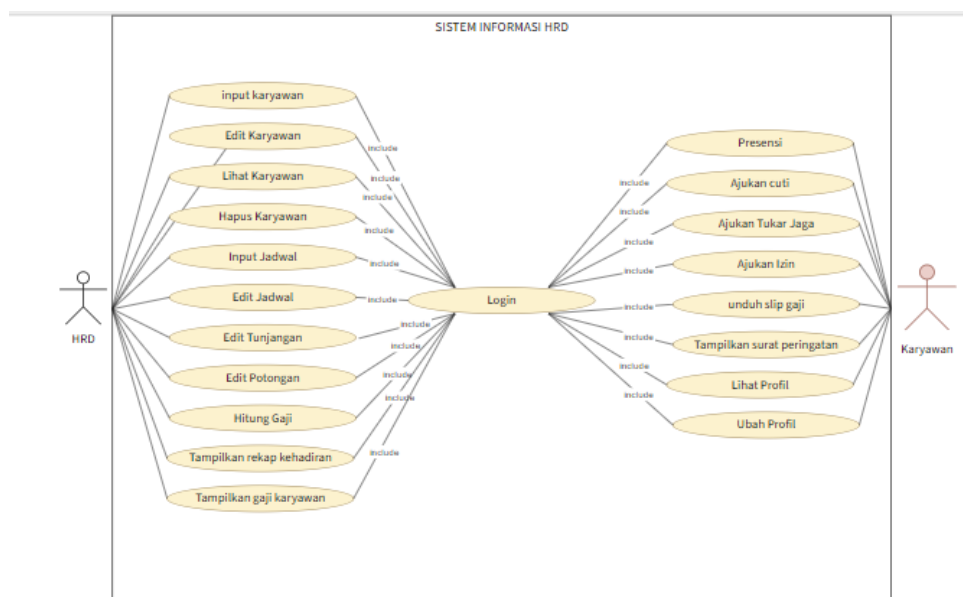 SISTEM INFORMASI HRD
input karyawan
Edit Karyawan
Lihat Karyawan
Hapus Karyawan
Input Jadwal
Edit Jadwal
Edit Tunjangan
Edit Potongan
Hitung Gaji
Tampilkan rekap kehadiran
Tampilkan gaji karyawan
HRD
include
include
include
include
include
include
include
include
include
include
include
Login
include
include
include
include
include
include
include
include
Presensi
Ajukan cuti
Ajukan Tukar Jaga
Ajukan Izin
unduh slip gaji
Tampilkan surat peringatan
Lihat Profil
Ubah Profil
Karyawan